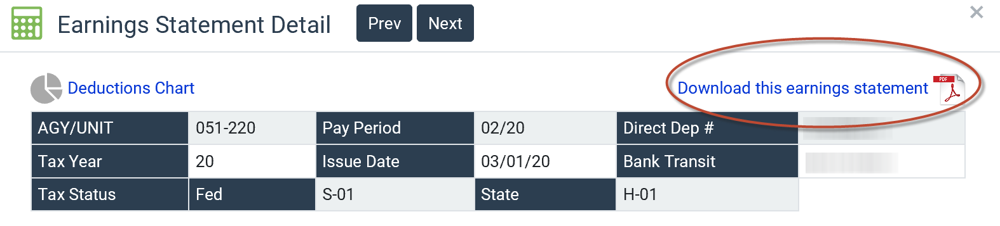 Earnings Statement Detail Prev Next
Deductions Chart Download this earnings statement PDF
AGY/UNIT 051-220 Pay Period 02/20 Direct Dep #
Tax Year 20 Issue Date 03/01/20 Bank Transit
Tax Status Fed S-01 State H-01